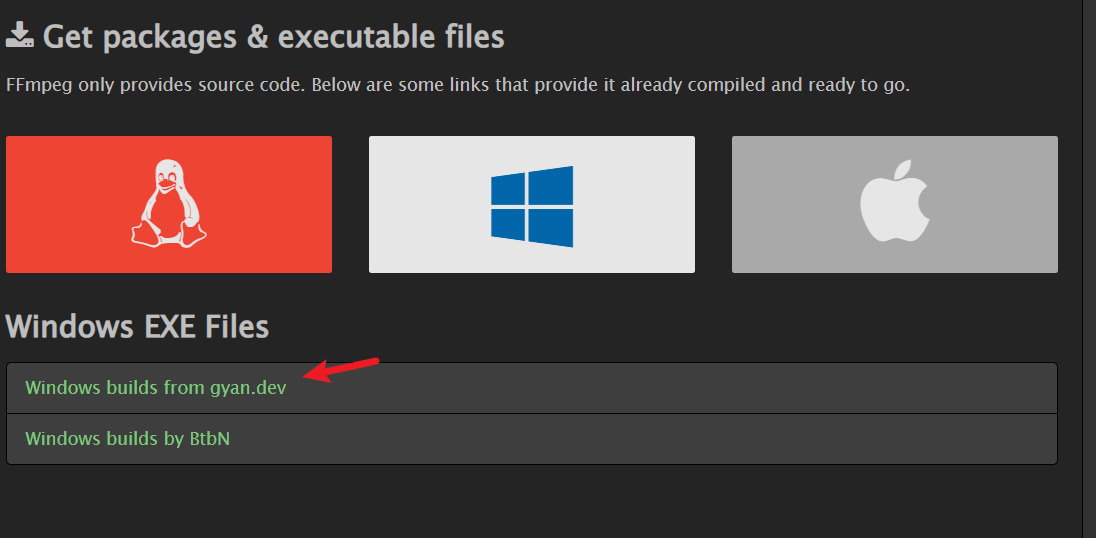 Get packages & executable files
FFmpeg only provides source code. Below are some links that provide it already compiled and ready to go.
Windows EXE Files
Windows builds from gyan.dev
Windows builds by BtbN